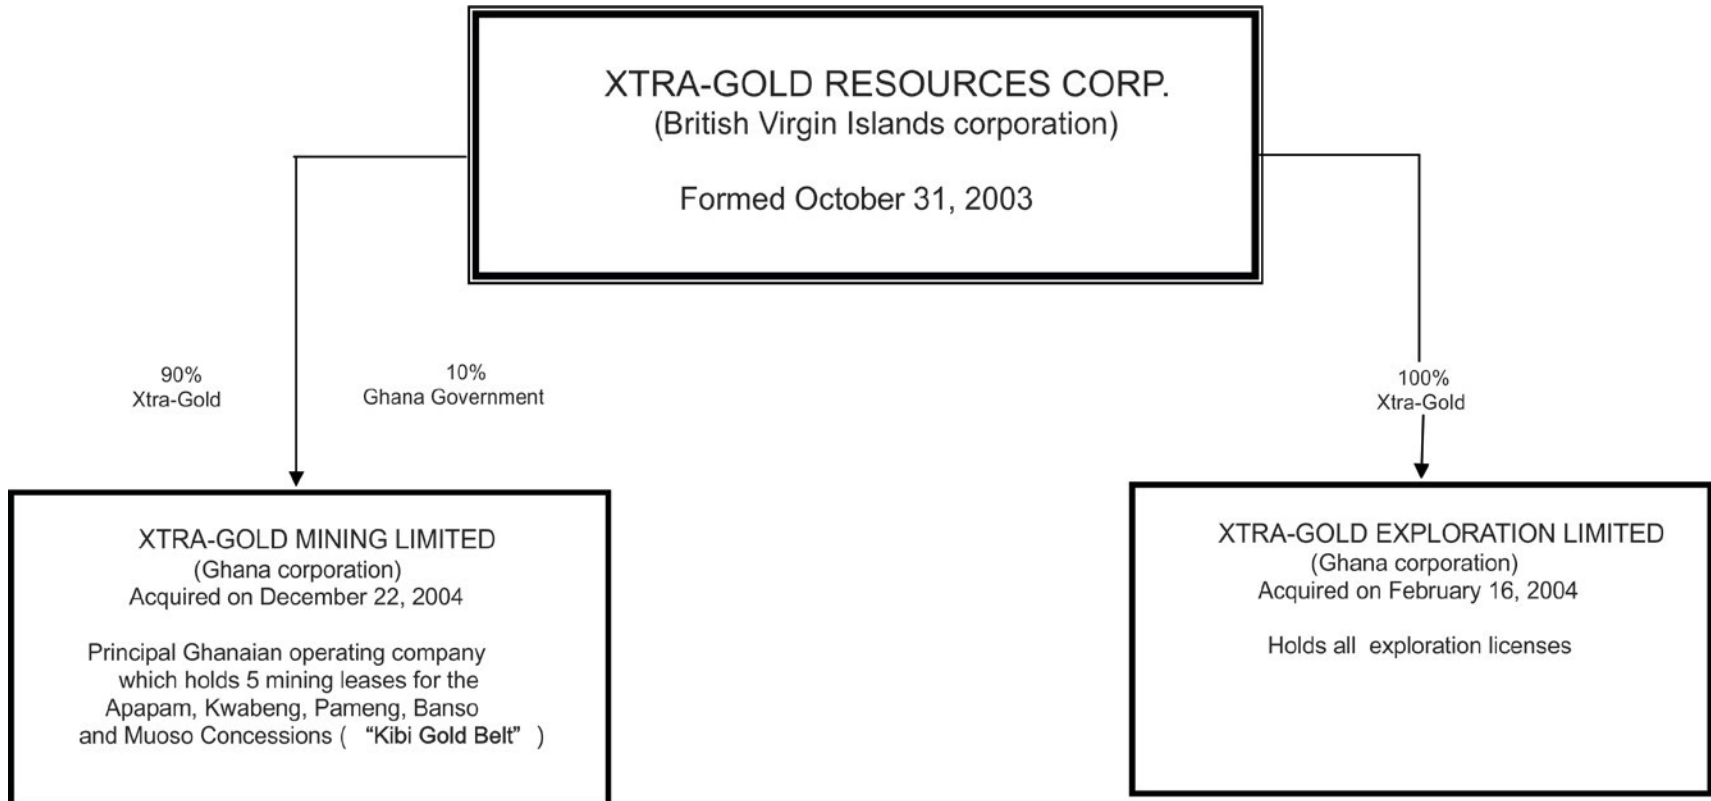 XTRA-GOLD RESOURCES CORP.
(British Virgin Islands corporation)
Formed October 31, 2003
90%
Xtra-Gold
10%
Ghana Government
100%
Xtra-Gold
XTRA-GOLD MINING LIMITED
(Ghana corporation)
Acquired on December 22, 2004
Principal Ghanaian operating company
which holds 5 mining leases for the
Apapam, Kwabeng, Pameng, Banso
and Muoso Concessions ( “Kibi Gold Belt” )
XTRA-GOLD EXPLORATION LIMITED
(Ghana corporation)
Acquired on February 16, 2004
Holds all exploration licenses